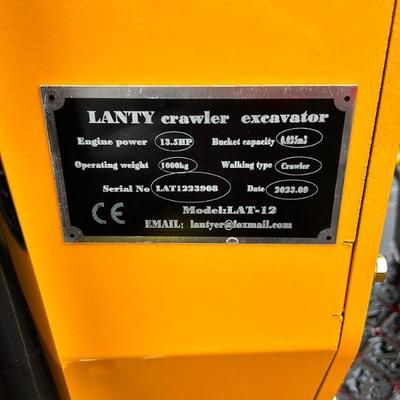 LANTY crawler excavator
Engine power 13.5HP Bucket capacity 0.025m3
Operating weight 1000kg Walking type Crawler
Serial No LAT1223908 Date 2023.09
CE Model:LAT-12
EMAIL; lantyer@foxmail.com